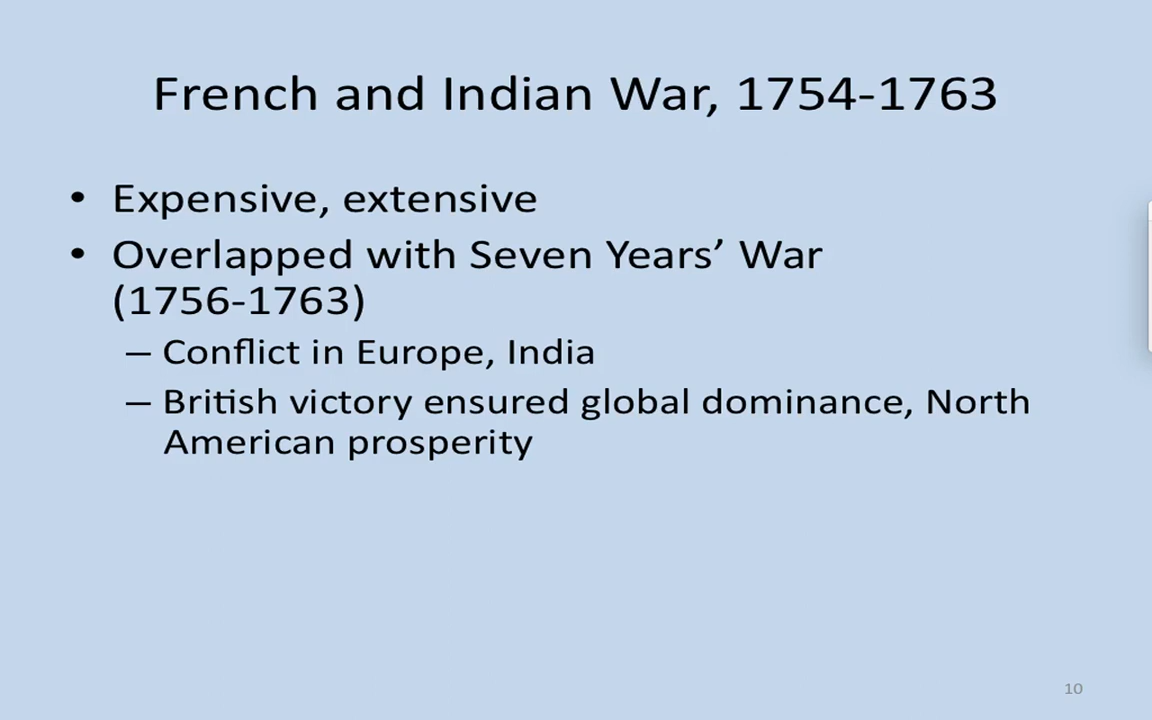 French and Indian War, 1754-1763
• Expensive, extensive
• Overlapped with Seven Years’ War
(1756-1763)
– Conflict in Europe, India
– British victory ensured global dominance, North
American prosperity
10